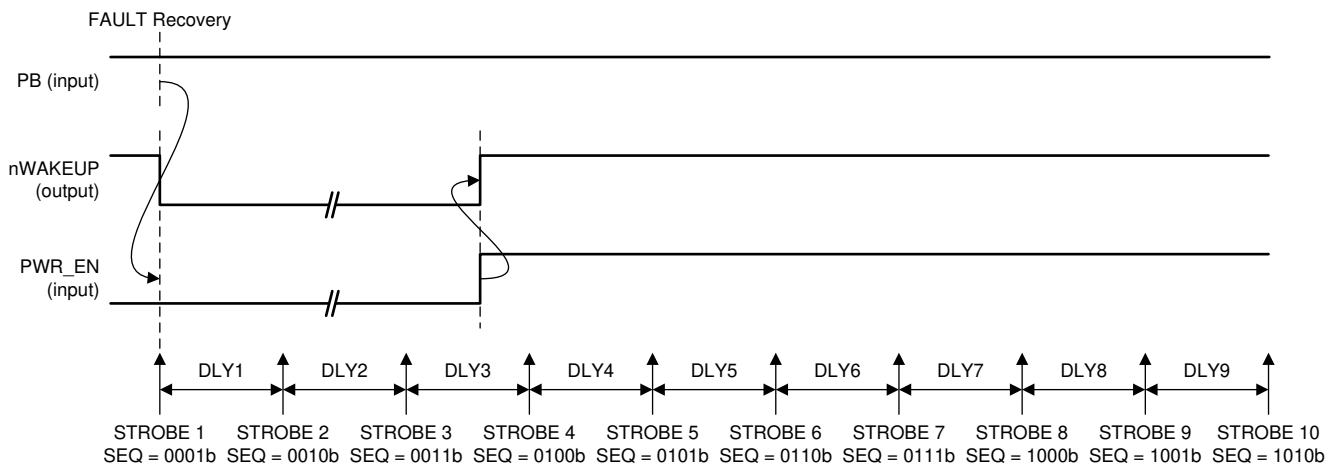 FAULT Recovery
PB (input)
nWAKEUP
(output)
PWR_EN
(input)
DLY1 DLY2 DLY3 DLY4 DLY5 DLY6 DLY7 DLY8 DLY9
STROBE 1 STROBE 2 STROBE 3 STROBE 4 STROBE 5 STROBE 6 STROBE 7 STROBE 8 STROBE 9 STROBE 10
SEQ = 0001b SEQ = 0010b SEQ = 0011b SEQ = 0100b SEQ = 0101b SEQ = 0110b SEQ = 0111b SEQ = 1000b SEQ = 1001b SEQ = 1010b